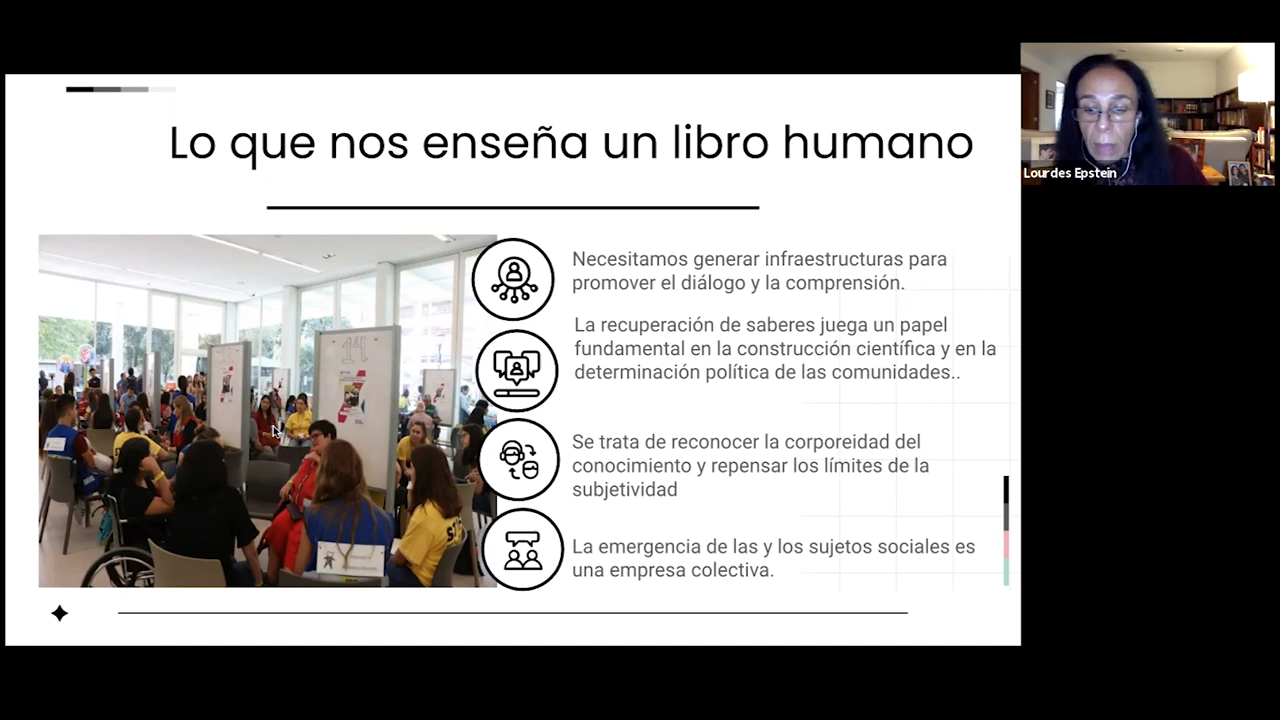 Lo que nos enseña un libro humano
Lourdes Epstein
Necesitamos generar infraestructuras para
promover el diálogo y la comprensión.
La recuperación de saberes juega un papel
fundamental en la construcción científica y en la
determinación política de las comunidades..
Se trata de reconocer la corporeidad del
conocimiento y repensar los límites de la
subjetividad
La emergencia de las y los sujetos sociales es
una empresa colectiva.
14